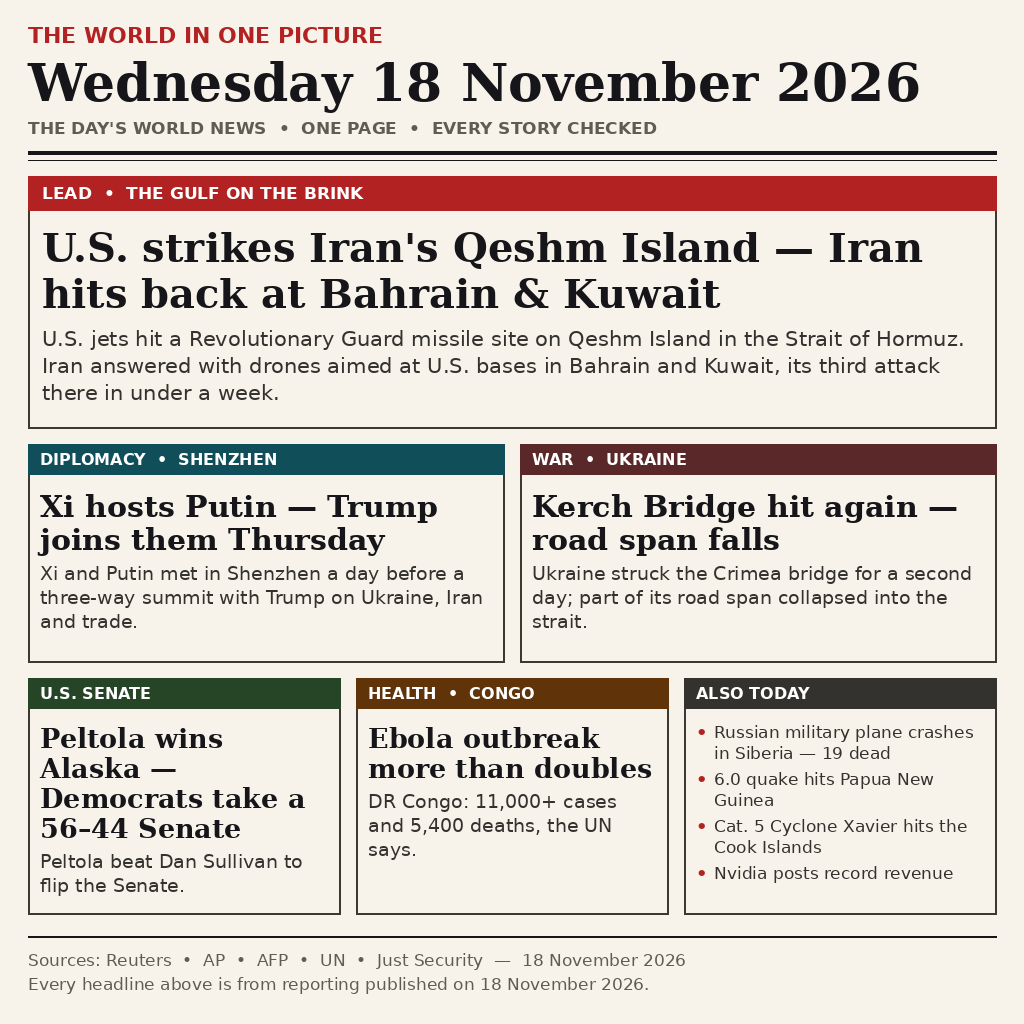 THE WORLD IN ONE PICTURE
Wednesday 18 November 2026
THE DAY'S WORLD NEWS • ONE PAGE • EVERY STORY CHECKED
LEAD • THE GULF ON THE BRINK
U.S. strikes Iran's Qeshm Island — Iran
hits back at Bahrain & Kuwait
U.S. jets hit a Revolutionary Guard missile site on Qeshm Island in the Strait of Hormuz.
Iran answered with drones aimed at U.S. bases in Bahrain and Kuwait, its third attack
there in under a week.
DIPLOMACY • SHENZHEN
Xi hosts Putin — Trump
joins them Thursday
Xi and Putin met in Shenzhen a day before a
three-way summit with Trump on Ukraine, Iran
and trade.
WAR • UKRAINE
Kerch Bridge hit again —
road span falls
Ukraine struck the Crimea bridge for a second
day; part of its road span collapsed into the
strait.
U.S. SENATE
Peltola wins
Alaska —
Democrats take a
56–44 Senate
Peltola beat Dan Sullivan to
flip the Senate.
HEALTH • CONGO
Ebola outbreak
more than doubles
DR Congo: 11,000+ cases
and 5,400 deaths, the UN
says.
ALSO TODAY
• Russian military plane crashes
in Siberia — 19 dead
• 6.0 quake hits Papua New
Guinea
• Cat. 5 Cyclone Xavier hits the
Cook Islands
• Nvidia posts record revenue
Sources: Reuters • AP • AFP • UN • Just Security — 18 November 2026
Every headline above is from reporting published on 18 November 2026.